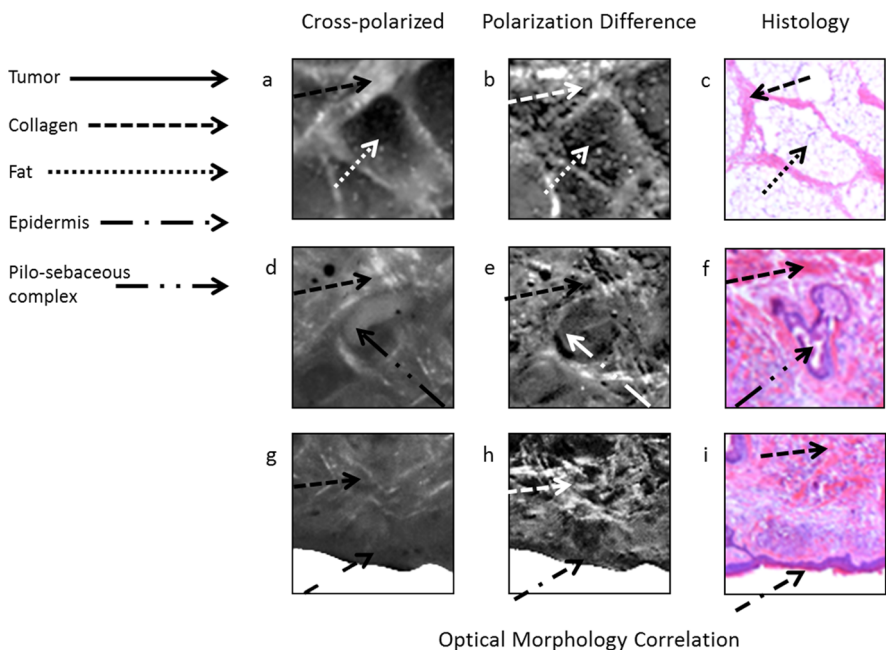 Cross-polarized Polarization Difference Histology
Tumor
Collagen
Fat
Epidermis
Pilo-sebaceous
complex
a b c
d e f
g h i
Optical Morphology Correlation